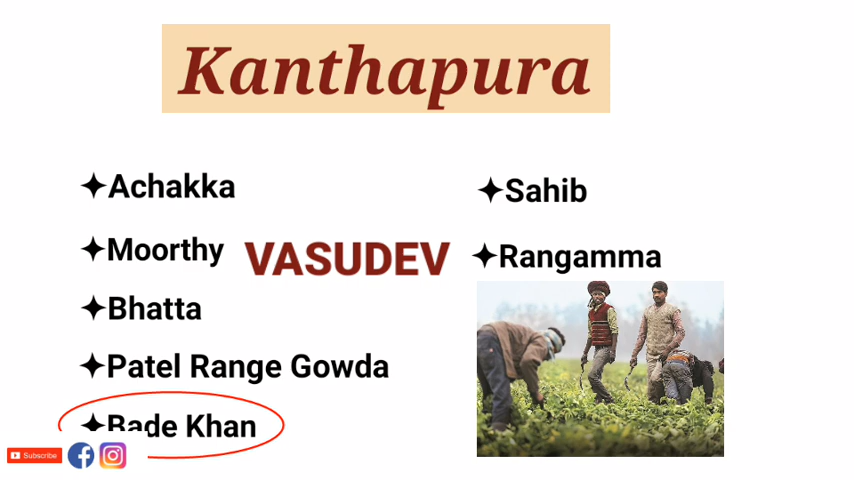 Kanthapura
✦Achakka
✦Moorthy
VASUDEV
✦Bhatta
✦Patel Range Gowda
✦Bade Khan
✦Sahib
✦Rangamma
Subscribe